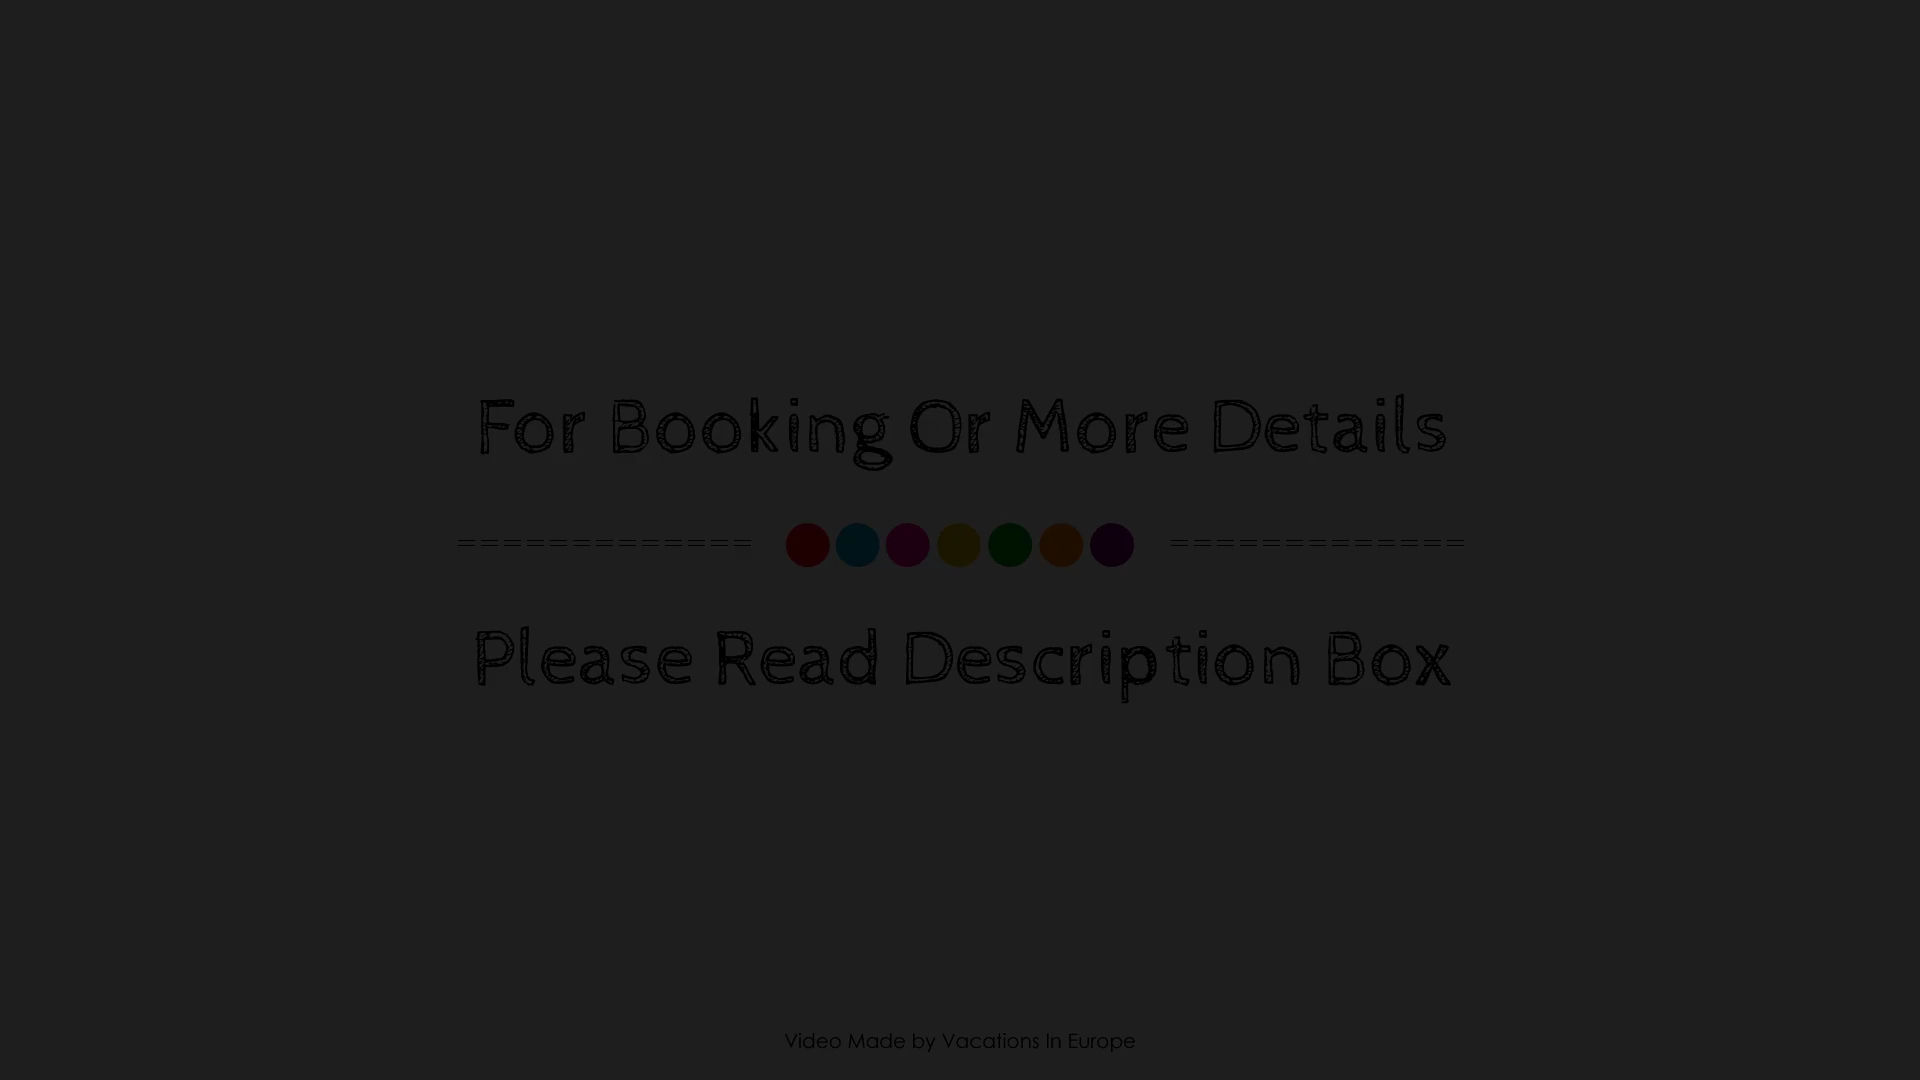 For Booking Or More Details
============= =============
Please Read Description Box
Video Made by Vacations In Europe